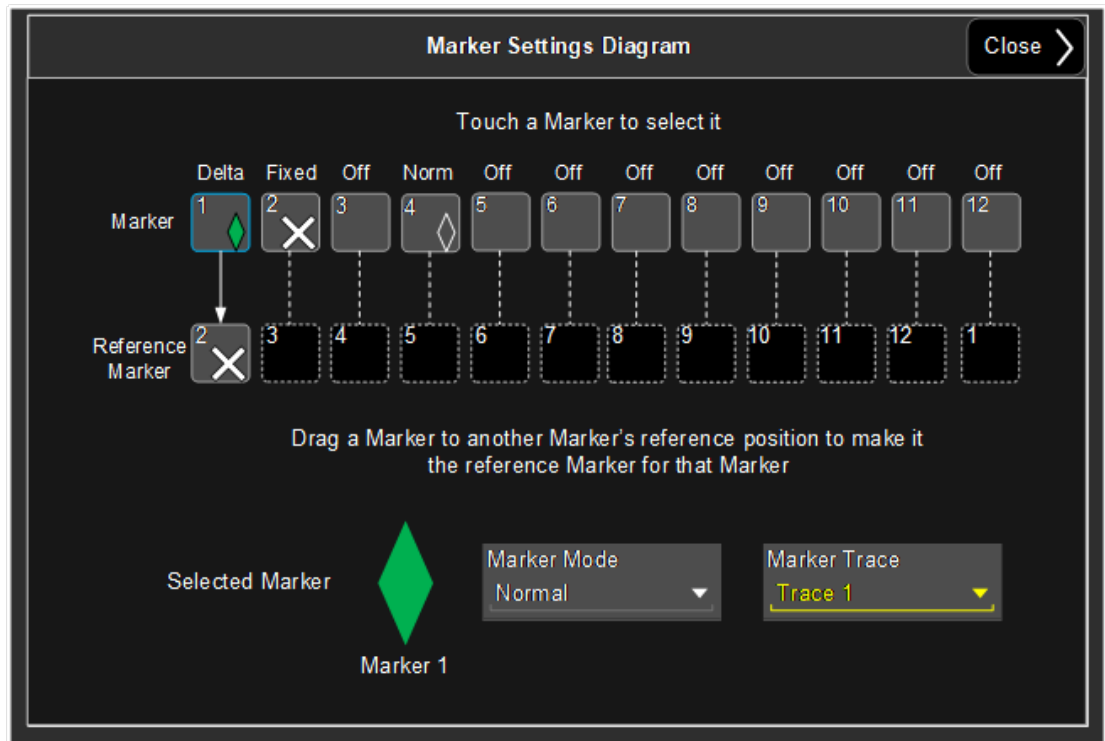 Marker Settings Diagram
Close
Touch a Marker to select it
Delta Fixed Off Norm Off Off Off Off Off Off Off Off
Marker 1 2 3 4 5 6 7 8 9 10 11 12
Reference Marker 2 3 4 5 6 7 8 9 10 11 12 1
Drag a Marker to another Marker's reference position to make it
the reference Marker for that Marker
Selected Marker
Marker 1
Marker Mode
Normal
Marker Trace
Trace 1